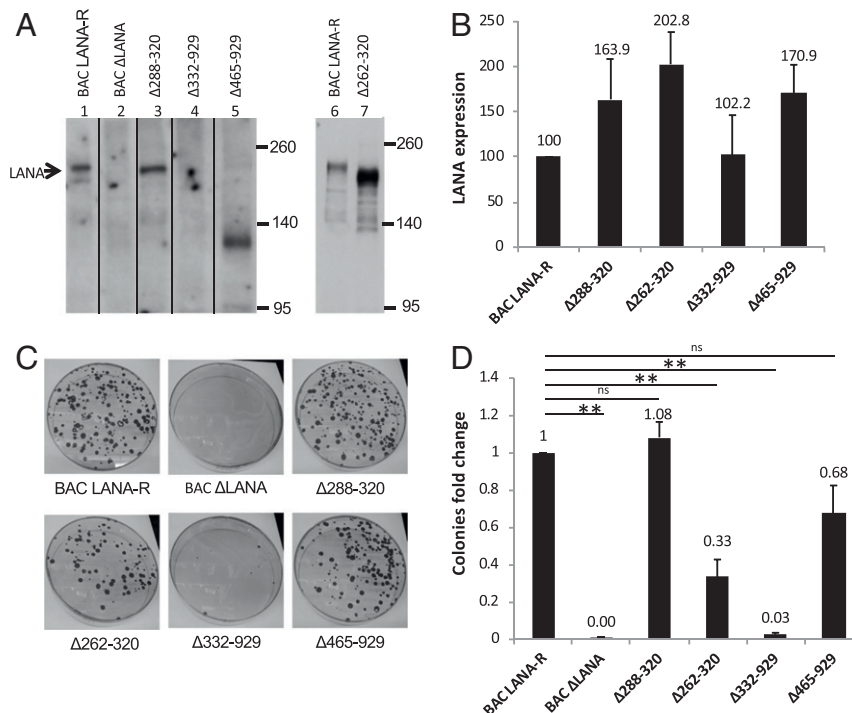 A
BAC LANA-R
BAC ΔLANA
Δ288-320
Δ332-929
Δ465-929
1 2 3 4 5
LANA
260
140
95
BAC LANA-R
Δ262-320
6 7
260
140
95
B
LANA expression
250
200
150
100
50
0
100
163.9
202.8
102.2
170.9
BAC LANA-R
Δ288-320
Δ262-320
Δ332-929
Δ465-929
C
BAC LANA-R BAC ΔLANA Δ288-320
Δ262-320 Δ332-929 Δ465-929
D
ns
**
**
ns
**
Colonies fold change
1.4
1.2
1
0.8
0.6
0.4
0.2
0
1
0.00
1.08
0.33
0.03
0.68
BAC LANA-R
BAC ΔLANA
Δ288-320
Δ262-320
Δ332-929
Δ465-929